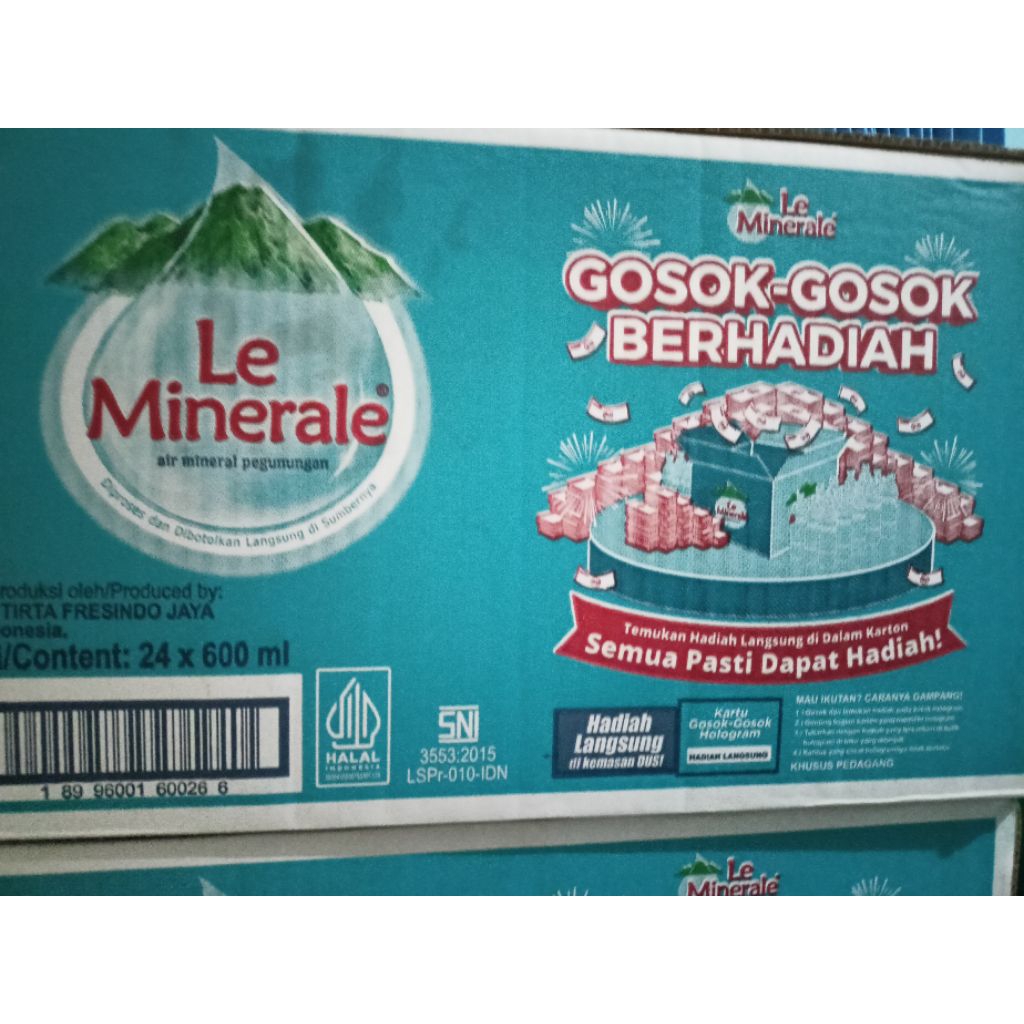 Le
Minerale®
air mineral pegunungan
Diproses dan Dibotolkan Langsung di Sumbernya
roduksi oleh/Produced by:
TIRTA FRESINDO JAYA
onesia.
/Content: 24 x 600 ml
1 89 96001 60026 6
HALAL
INDONESIA
SNI
3553:2015
LSPr-010-IDN
Le
Minerale
GOSOK-GOSOK
BERHADIAH
Le
Minerale
Temukan Hadiah Langsung di Dalam Karton
Semua Pasti Dapat Hadiah!
Hadiah
Langsung
di kemasan DUS!
Kartu
Gosok-Gosok
Hologram
HADIAH LANGSUNG
MAU IKUTAN? CARANYA GAMPANG!
KHUSUS PEDAGANG
Le
Minerale